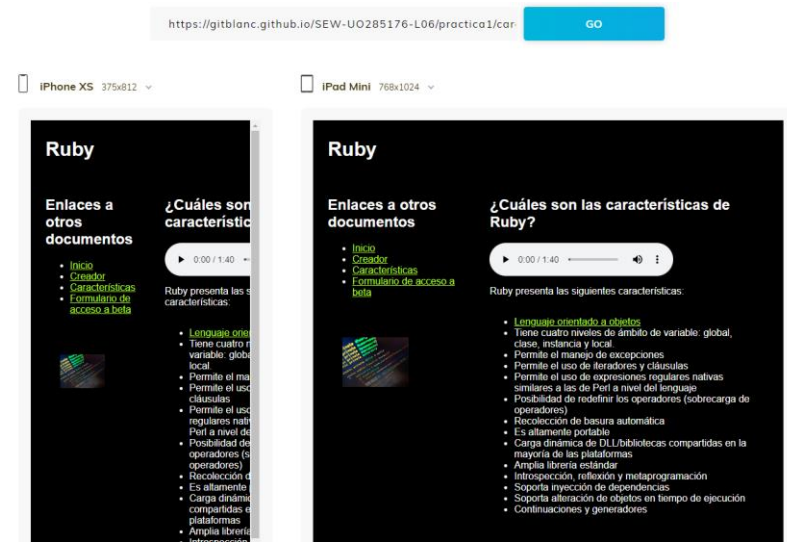 https://gitblanc.github.io/SEW-UO285176-L06/practica1/car
GO
iPhone XS 375x812
Ruby
Enlaces a
otros
documentos
Inicio
Creador
Características
Formulario de
acceso a beta
¿Cuáles son
característic
0:00 / 1:40
Ruby presenta las s
características:
Lenguaje orie
Tiene cuatro n
variable: globa
local.
Permite el ma
Permite el uso
cláusulas
Permite el uso
regulares nati
Perl a nivel de
Posibilidad de
operadores (s
operadores)
Recolección d
Es altamente
Carga dinámic
compartidas e
plataformas
Amplia librería
Introspección
iPad Mini 768x1024
Ruby
Enlaces a otros
documentos
Inicio
Creador
Características
Formulario de acceso a
beta
¿Cuáles son las características de
Ruby?
0:00 / 1:40
Ruby presenta las siguientes características:
Lenguaje orientado a objetos
Tiene cuatro niveles de ámbito de variable: global,
clase, instancia y local.
Permite el manejo de excepciones
Permite el uso de iteradores y cláusulas
Permite el uso de expresiones regulares nativas
similares a las de Perl a nivel del lenguaje
Posibilidad de redefinir los operadores (sobrecarga de
operadores)
Recolección de basura automática
Es altamente portable
Carga dinámica de DLL/bibliotecas compartidas en la
mayoría de las plataformas
Amplia librería estándar
Introspección, reflexión y metaprogramación
Soporta inyección de dependencias
Soporta alteración de objetos en tiempo de ejecución
Continuaciones y generadores